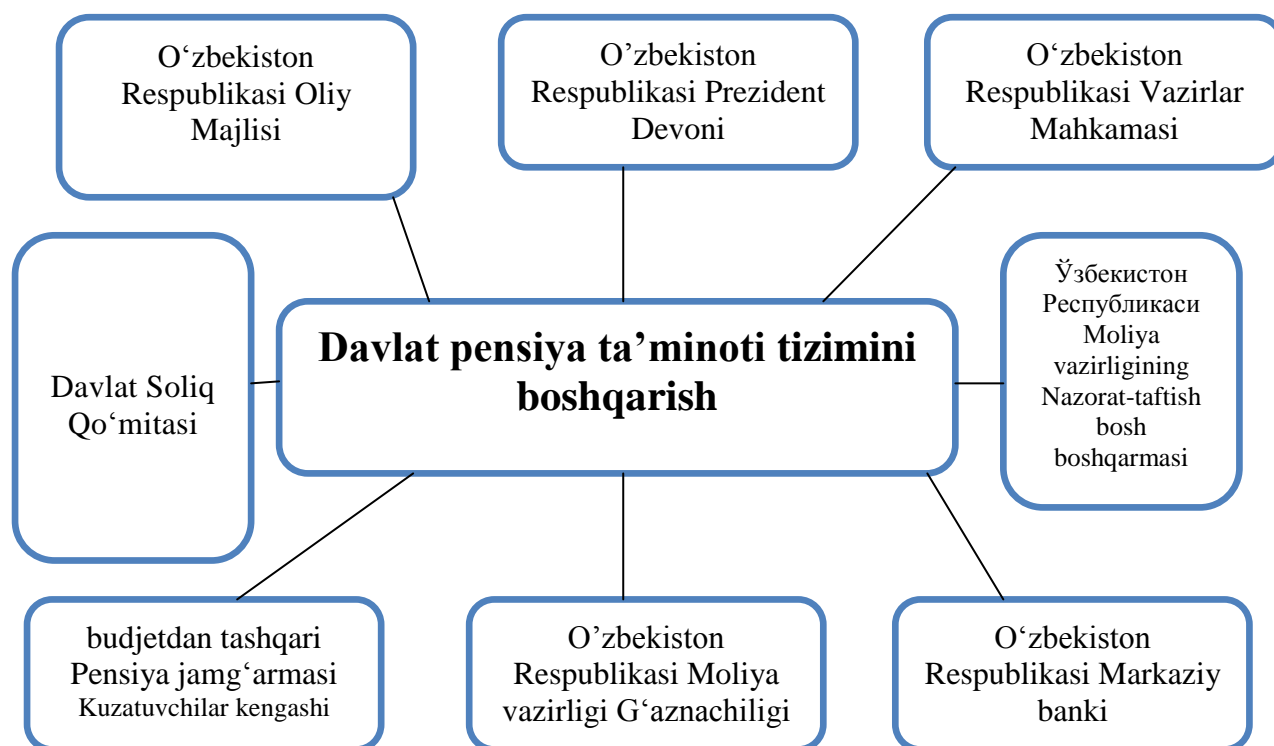 O‘zbekiston
Respublikasi Oliy
Majlisi
O’zbekiston
Respublikasi Prezident
Devoni
O‘zbekiston
Respublikasi Vazirlar
Mahkamasi
Davlat Soliq
Qo‘mitasi
Davlat pensiya ta’minoti tizimini
boshqarish
Ўзбекистон
Республикаси
Moliya
vazirligining
Nazorat-taftish
bosh
boshqarmasi
budjetdan tashqari
Pensiya jamg‘armasi
Kuzatuvchilar kengashi
O’zbekiston
Respublikasi Moliya
vazirligi G‘aznachiligi
O‘zbekiston
Respublikasi Markaziy
banki